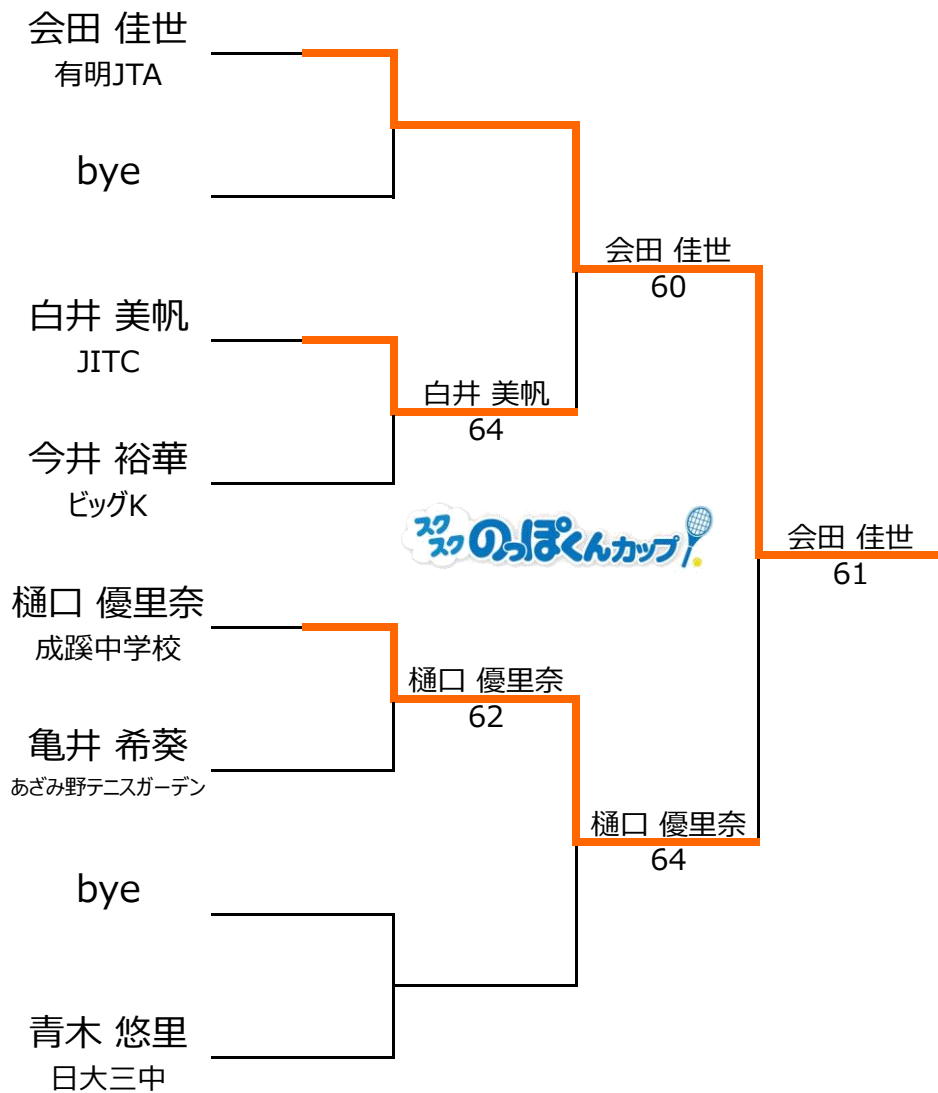 会田 佳世
有明JTA
bye
会田 佳世
60
白井 美帆
JITC
白井 美帆
64
今井 裕華
ビッグK
スク
スク
のっぽくんカップ
会田 佳世
61
樋口 優里奈
成蹊中学校
樋口 優里奈
62
亀井 希葵
あざみ野テニスガーデン
樋口 優里奈
64
bye
青木 悠里
日大三中